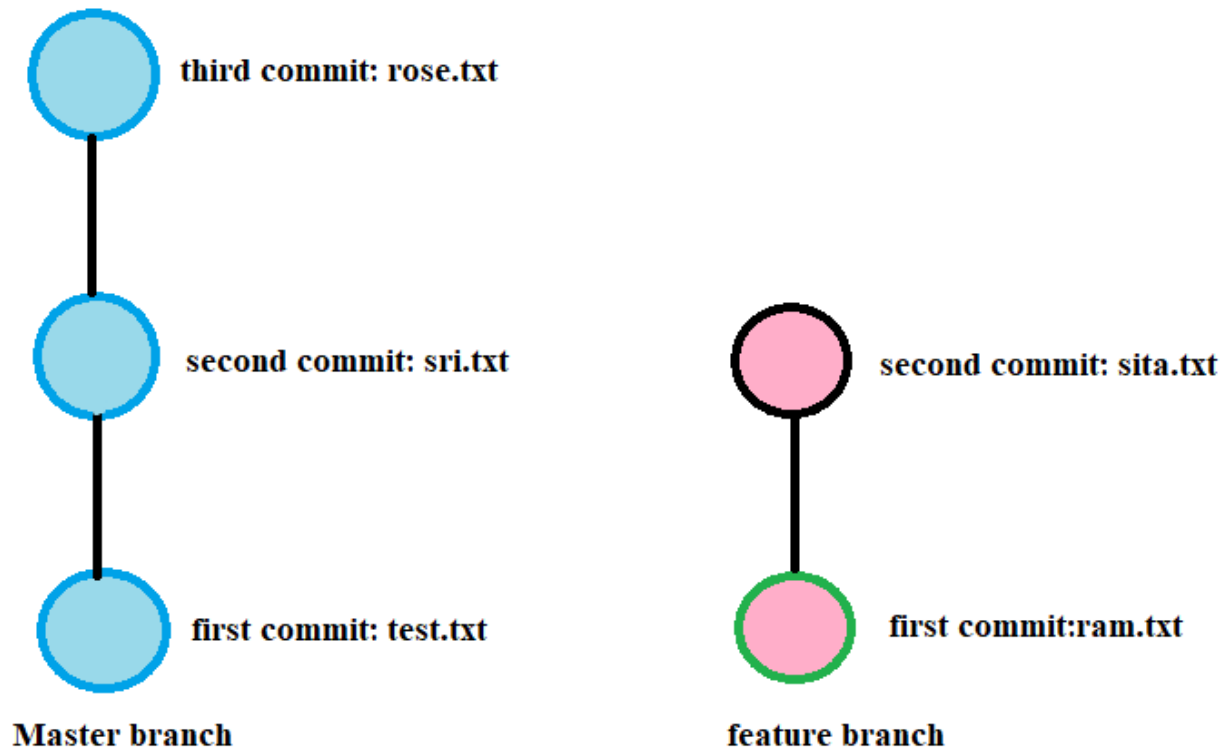 third commit: rose.txt
second commit: sri.txt
second commit: sita.txt
first commit: test.txt
first commit:ram.txt
Master branch
feature branch